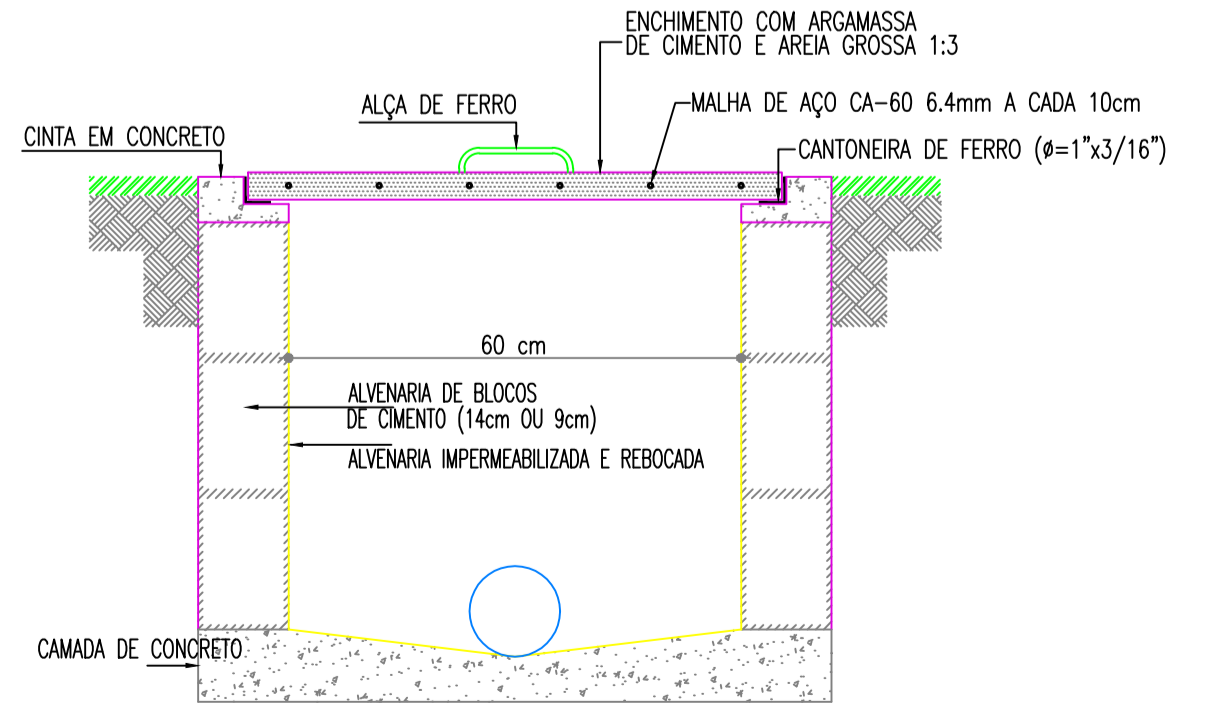 ENCHIMENTO COM ARGAMASSA
DE CIMENTO E AREIA GROSSA 1:3
ALÇA DE FERRO
MALHA DE AÇO CA-60 6.4mm A CADA 10cm
CINTA EM CONCRETO
CANTONEIRA DE FERRO (ø=1"x3/16")
60 cm
ALVENARIA DE BLOCOS
DE CIMENTO (14cm OU 9cm)
ALVENARIA IMPERMEABILIZADA E REBOCADA
CAMADA DE CONCRETO